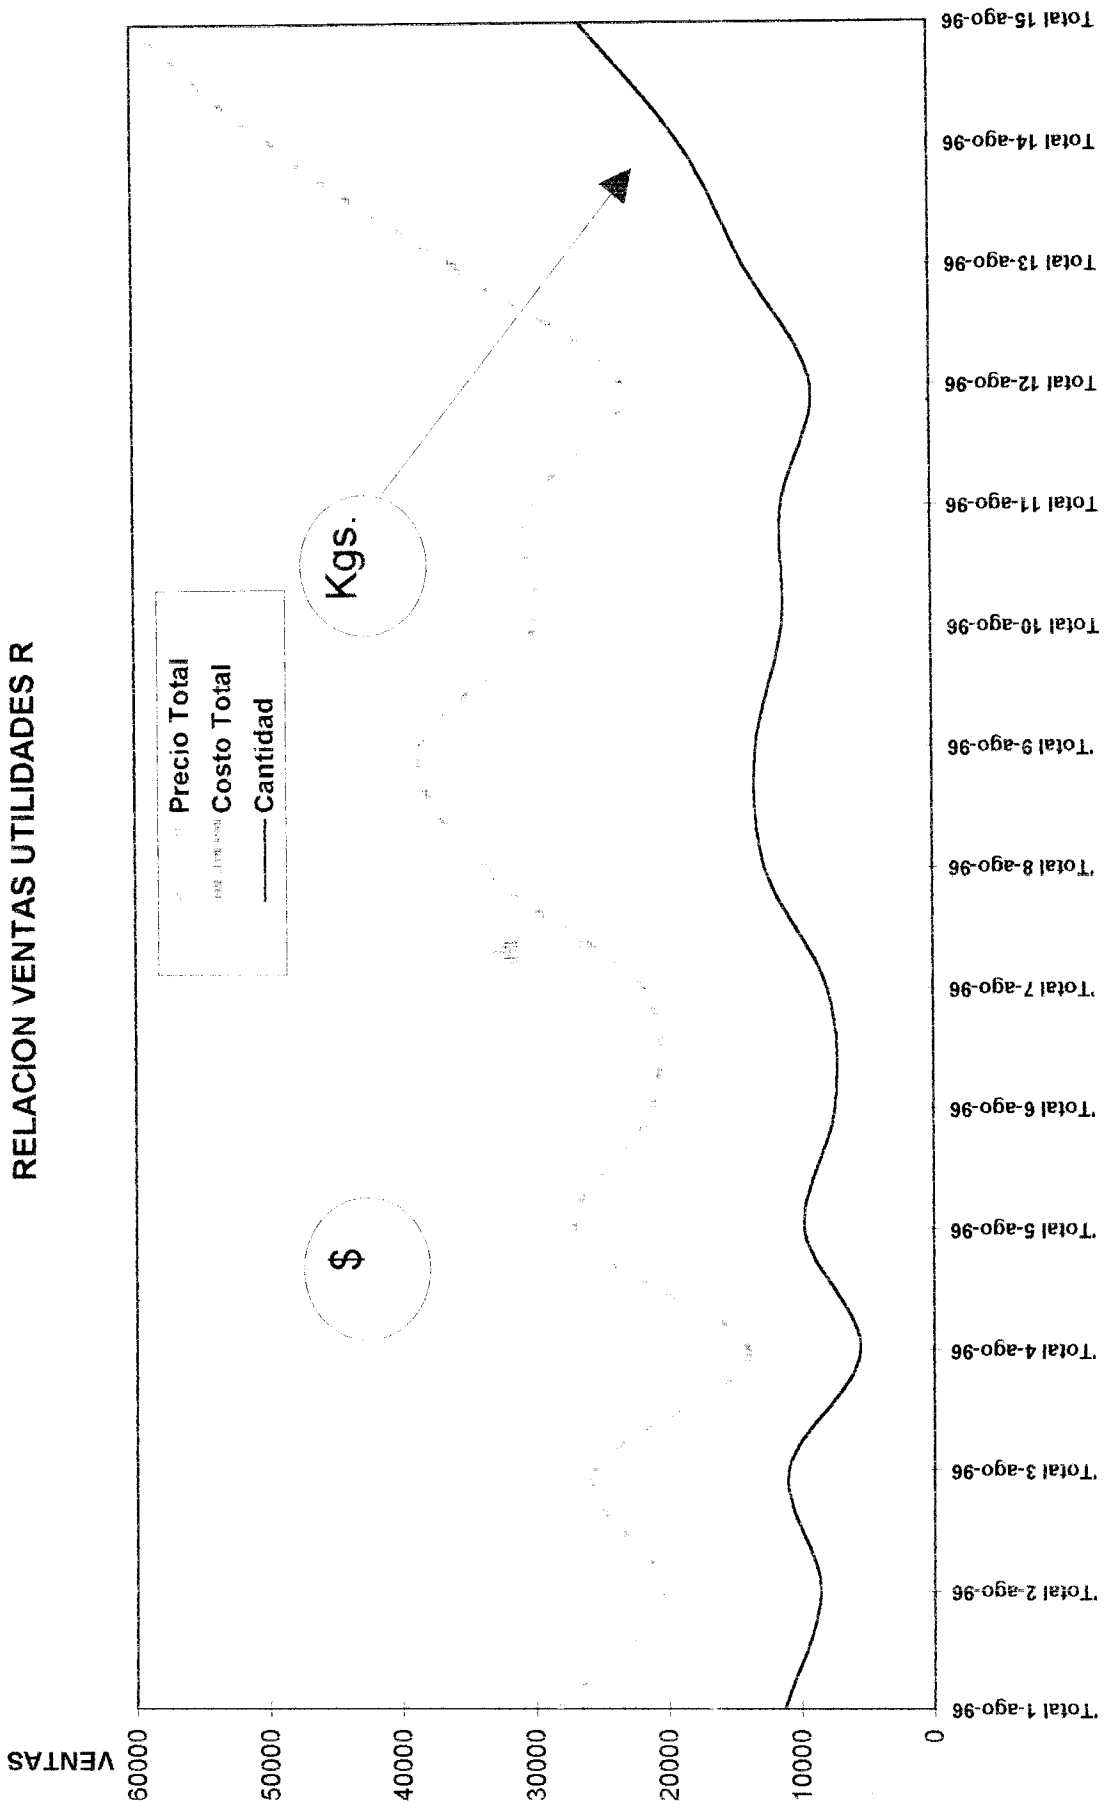 RELACION VENTAS UTILIDADES R
VENTAS
60000
50000
40000
30000
20000
10000
0
Precio Total
Costo Total
Cantidad
$
Kgs.
Total 1-ago-96
Total 2-ago-96
Total 3-ago-96
Total 4-ago-96
Total 5-ago-96
Total 6-ago-96
Total 7-ago-96
Total 8-ago-96
Total 9-ago-96
Total 10-ago-96
Total 11-ago-96
Total 12-ago-96
Total 13-ago-96
Total 14-ago-96
Total 15-ago-96